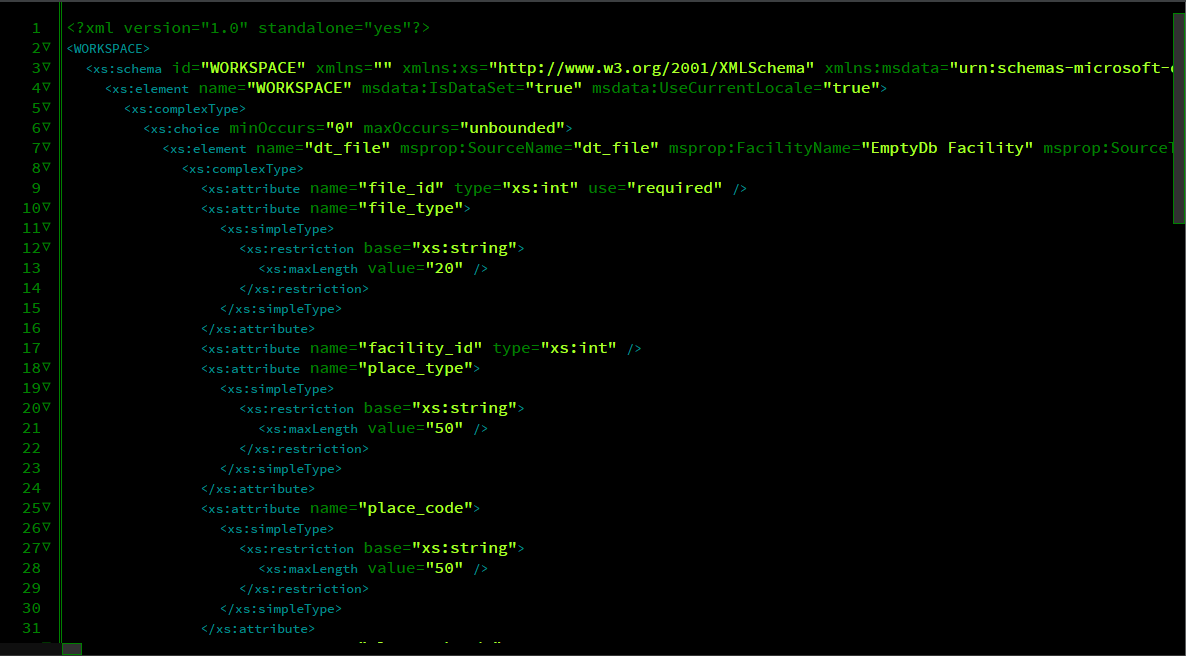 1 <?xml version="1.0" standalone="yes"?>
2 <WORKSPACE>
3 <xs:schema id="WORKSPACE" xmlns="" xmlns:xs="http://www.w3.org/2001/XMLSchema" xmlns:msdata="urn:schemas-microsoft-
4 <xs:element name="WORKSPACE" msdata:IsDataSet="true" msdata:UseCurrentLocale="true">
5 <xs:complexType>
6 <xs:choice minOccurs="0" maxOccurs="unbounded">
7 <xs:element name="dt_file" msprop:SourceName="dt_file" msprop:FacilityName="EmptyDb Facility" msprop:SourceT
8 <xs:complexType>
9 <xs:attribute name="file_id" type="xs:int" use="required" />
10 <xs:attribute name="file_type">
11 <xs:simpleType>
12 <xs:restriction base="xs:string">
13 <xs:maxLength value="20" />
14 </xs:restriction>
15 </xs:simpleType>
16 </xs:attribute>
17 <xs:attribute name="facility_id" type="xs:int" />
18 <xs:attribute name="place_type">
19 <xs:simpleType>
20 <xs:restriction base="xs:string">
21 <xs:maxLength value="50" />
22 </xs:restriction>
23 </xs:simpleType>
24 </xs:attribute>
25 <xs:attribute name="place_code">
26 <xs:simpleType>
27 <xs:restriction base="xs:string">
28 <xs:maxLength value="50" />
29 </xs:restriction>
30 </xs:simpleType>
31 </xs:attribute>